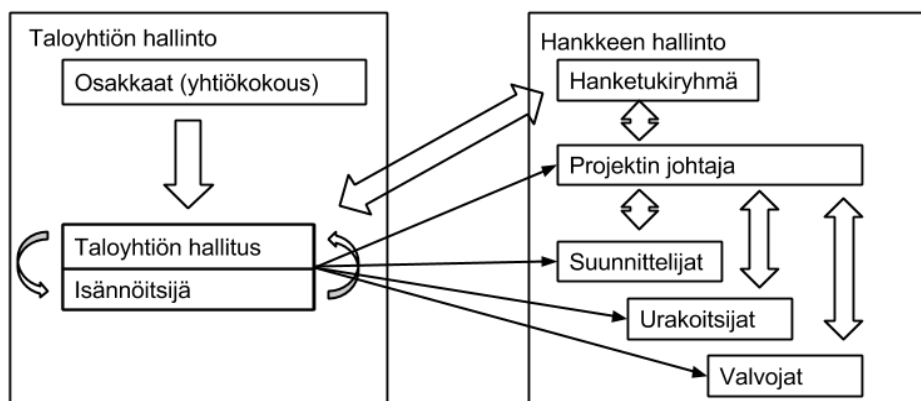 Taloyhtiön hallinto
Osakkaat (yhtiökokous)
Taloyhtiön hallitus
Isännöitsijä
Hankkeen hallinto
Hanketukiryhmä
Projektin johtaja
Suunnittelijat
Urakoitsijat
Valvojat